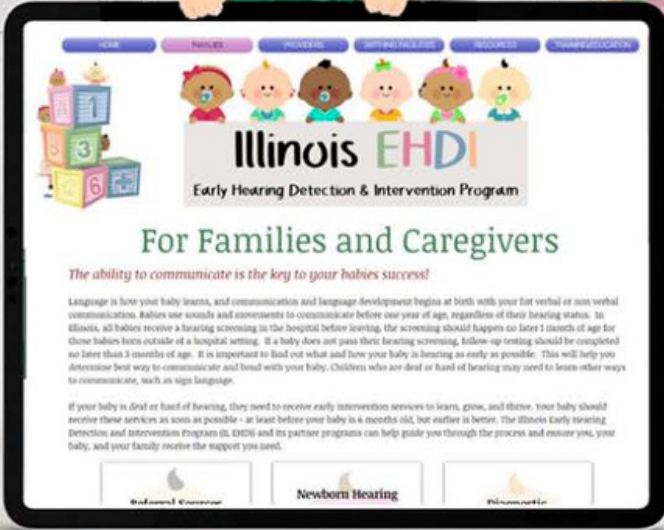 HOME FAMILIES PROVIDERS BIRTHING FACILITIES RESOURCES TRAINING/EDUCATION
1
3
6 +
Illinois EHDI
Early Hearing Detection & Intervention Program
For Families and Caregivers
The ability to communicate is the key to your babies success!
Language is how your baby learns, and communication and language development begins at birth with your fist verbal or non verbal
communication. Babies use sounds and movements to communicate before one year of age, regardless of their hearing status. In
Illinois, all babies receive a hearing screening in the hospital before leaving, the screening should happen no later 1 month of age for
those babies born outside of a hospital setting. If a baby does not pass their hearing screening, follow-up testing should be completed
no later than 3 months of age. It is important to find out what and how your baby is hearing as early as possible. This will help you
determine best way to communicate and bond with your baby. Children who are deaf or hard of hearing may need to learn other ways
to communicate, such as sign language.
If your baby is deaf or hard of hearing, they need to receive early intervention services to learn, grow, and thrive. Your baby should
receive these services as soon as possible - at least before your baby is 6 months old, but earlier is better. The Illinois Early Hearing
Detection and Intervention Program (IL EHDI) and its partner programs can help guide you through the process and ensure you, your
baby, and your family receive the support you need.
Referral Sources
Newborn Hearing
Diagnostic